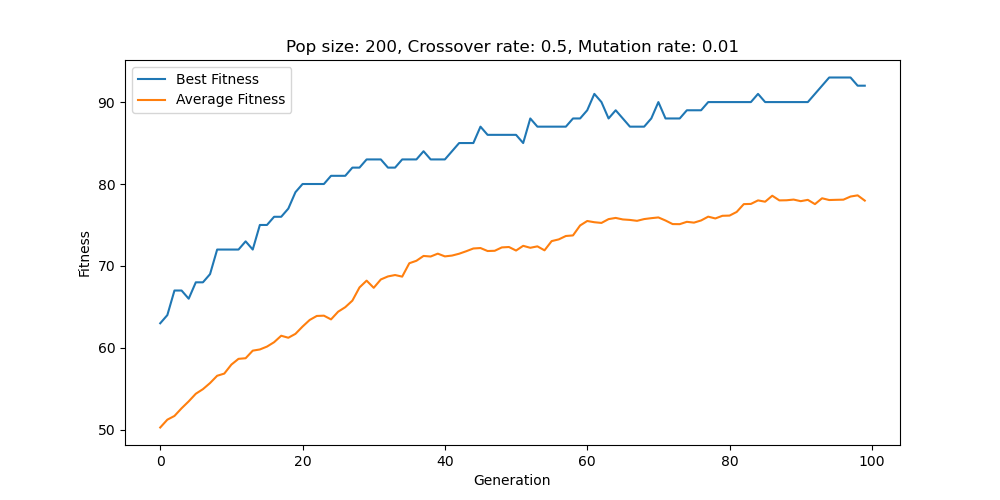 Pop size: 200, Crossover rate: 0.5, Mutation rate: 0.01
Best Fitness
Average Fitness
90
80
70
60
50
Fitness
0 20 40 60 80 100
Generation